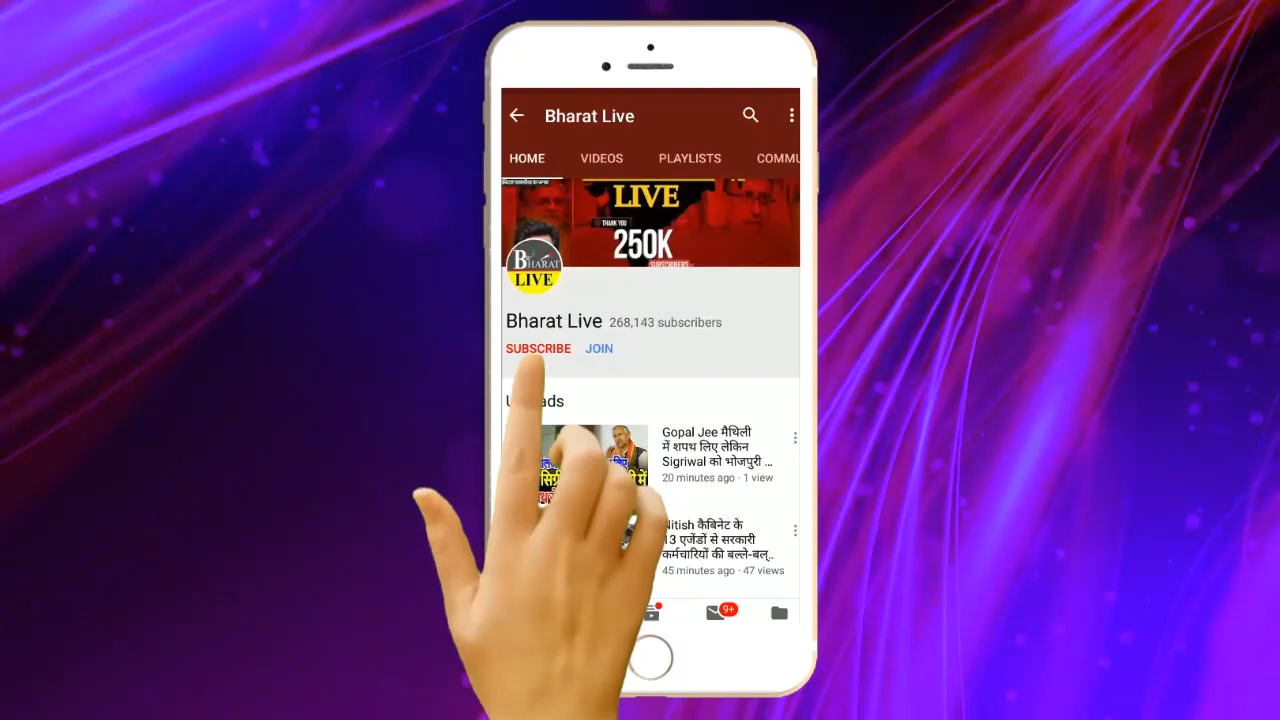 Bharat Live
HOME VIDEOS PLAYLISTS COMMU
LIVE
THANK YOU
250K
SUBSCRIBERS
BHARAT
LIVE
Bharat Live 268,143 subscribers
SUBSCRIBE JOIN
Gopal Jee मैथिली
में शपथ लिए लेकिन
Sigriwal को भोजपुरी ...
20 minutes ago · 1 view
Nitish कैबिनेट के
13 एजेंडों से सरकारी
कर्मचारियों की बल्ले-बल्..
45 minutes ago · 47 views
9+